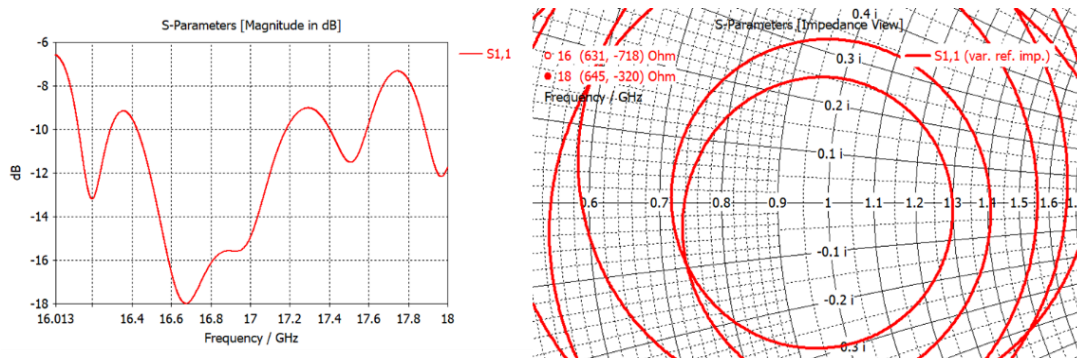 S-Parameters [Magnitude in dB]
-6
-8
-10
-12
-14
-16
-18
dB
16.013
16.4
16.6
16.8
17
17.2
17.4
17.6
17.8
18
Frequency / GHz
S1,1
S-Parameters [Impedance View]
16 (631, -718) Ohm
18 (645, -320) Ohm
Frequency / GHz
S1,1 (var. ref. imp.)
0.4 i
0.3 i
0.2 i
0.1 i
0.6
0.7
0.8
0.9
1
1.1
1.2
1.3
1.4
1.5
1.6
-0.1 i
-0.2 i
0.3 i